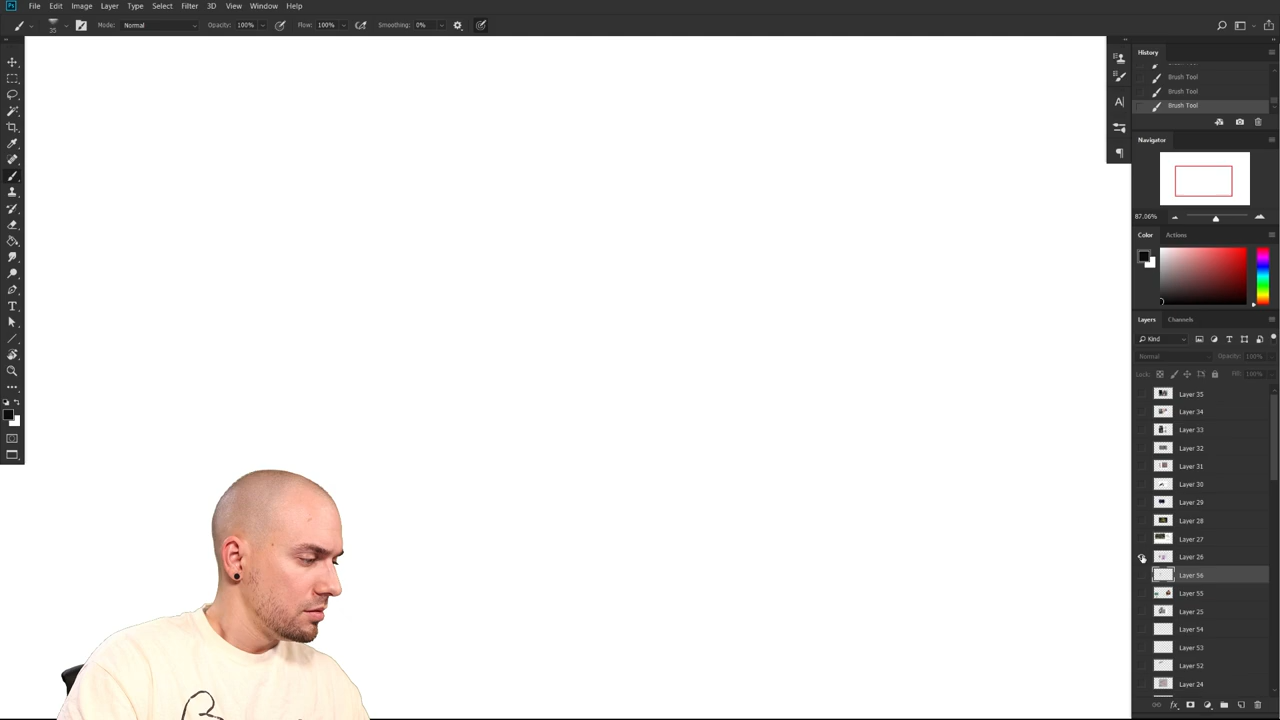 Ps File Edit Image Layer Type Select Filter 3D View Window Help
35 Mode: Normal Opacity: 100% Flow: 100% Smoothing: 0%
History
Brush Tool
Brush Tool
Brush Tool
Navigator
87.06%
Color Actions
Layers Channels
Kind
Normal Opacity: 100%
Lock: Fill: 100%
Layer 35
Layer 34
Layer 33
Layer 32
Layer 31
Layer 30
Layer 29
Layer 28
Layer 27
Layer 26
Layer 56
Layer 55
Layer 25
Layer 54
Layer 53
Layer 52
Layer 24
fx